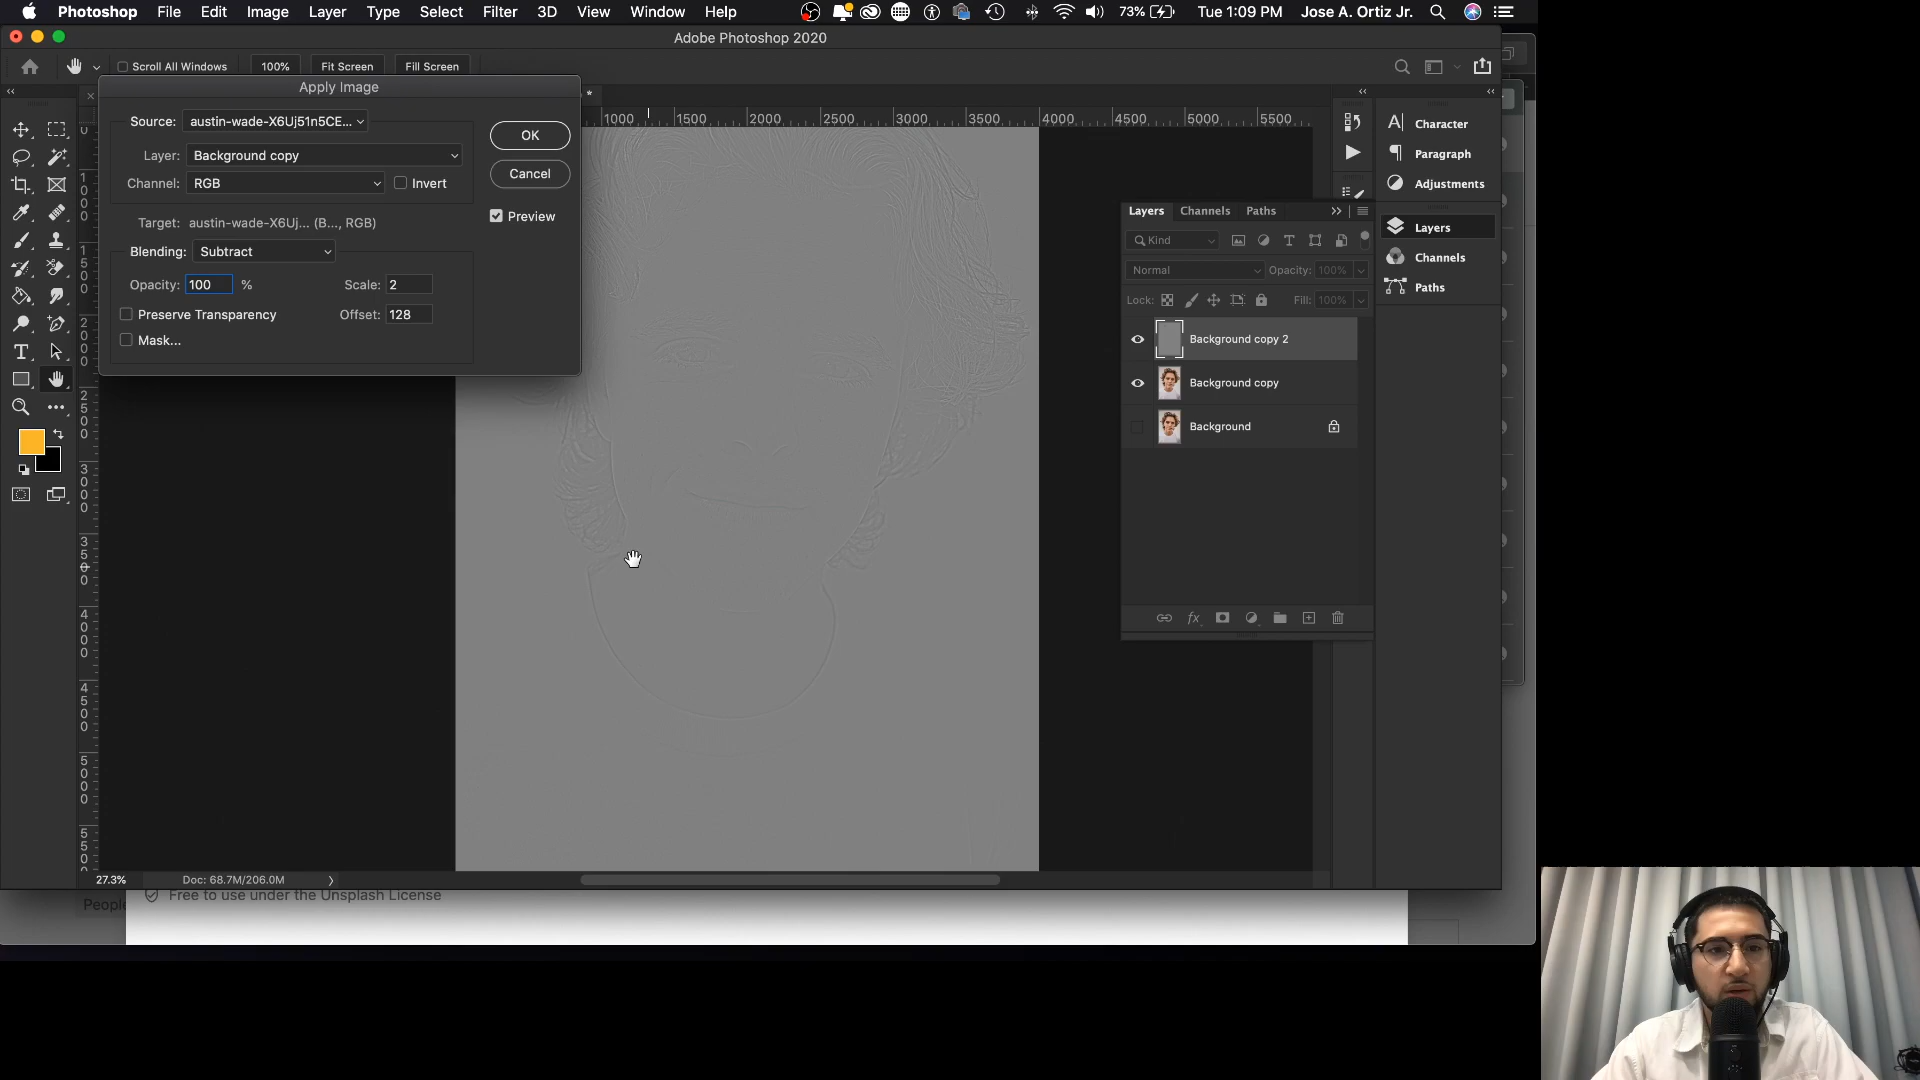 Photoshop File Edit Image Layer Type Select Filter 3D View Window Help 73% Tue 1:09 PM Jose A. Ortiz Jr.
Adobe Photoshop 2020
Scroll All Windows 100% Fit Screen Fill Screen
Apply Image
Source: austin-wade-X6Uj51n5CE...
Layer: Background copy
Channel: RGB Invert
Target: austin-wade-X6Uj... (B..., RGB)
Blending: Subtract
Opacity: 100 % Scale: 2
Preserve Transparency Offset: 128
Mask...
OK
Cancel
Preview
*
1000 1500 2000 2500 3000 3500 4000 4500 5000 5500
Character
Paragraph
Adjustments
Layers
Channels
Paths
Layers Channels Paths
Kind
Normal Opacity: 100%
Lock: Fill: 100%
Background copy 2
Background copy
Background
fx
27.3% Doc: 68.7M/206.0M
People
Free to use under the Unsplash License